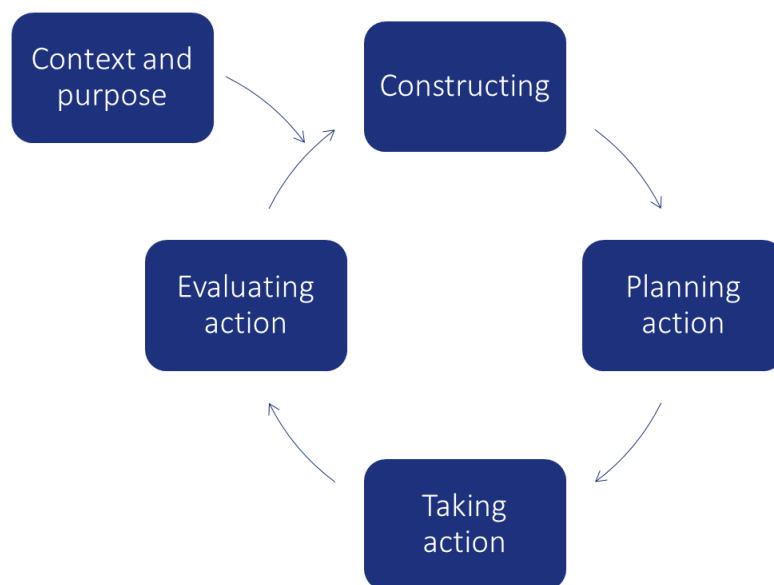 Context and
purpose
Constructing
Planning
action
Taking
action
Evaluating
action